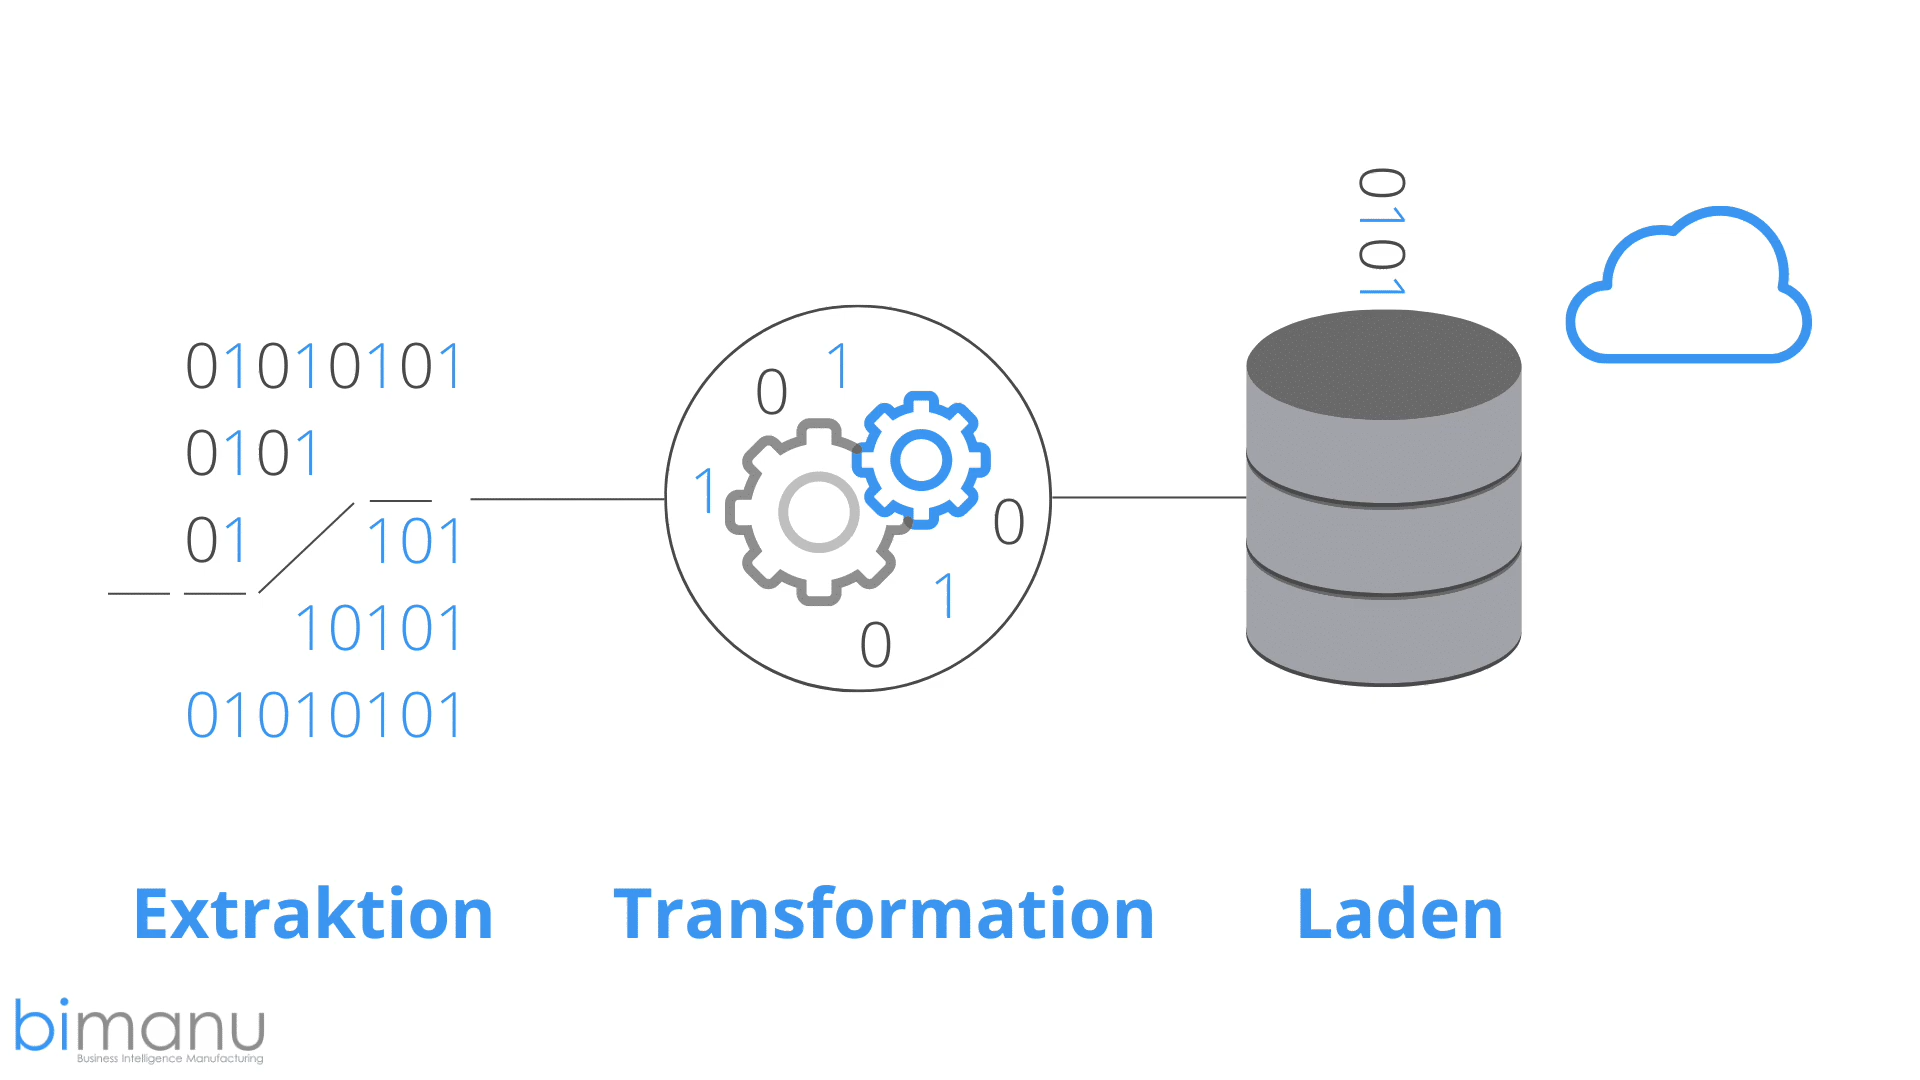 01010101
0101
01
101
10101
01010101
0
1
1
0
1
0
0101
Extraktion
Transformation
Laden
bimanu
Business Intelligence Manufacturing